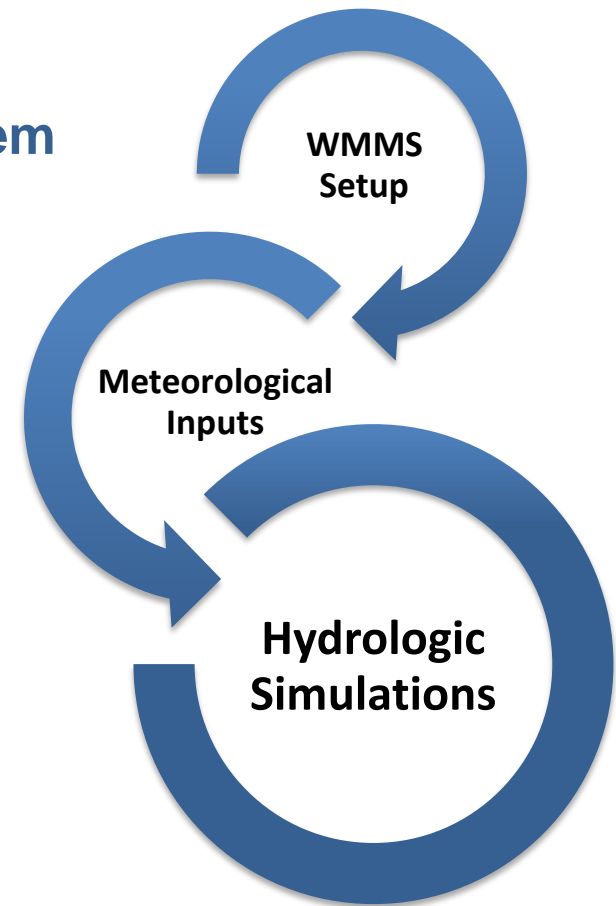 em
WMMS
Setup
Meteorological
Inputs
Hydrologic
Simulations